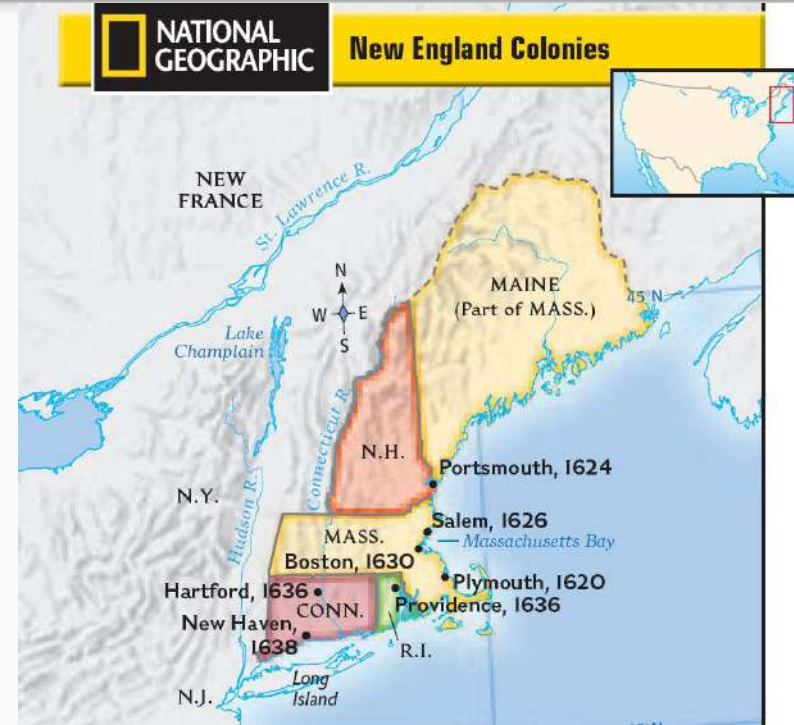 NATIONAL
GEOGRAPHIC
New England Colonies
NEW
FRANCE
St. Lawrence R.
N
W E
S
MAINE
(Part of MASS.)
45°N
Lake
Champlain
Connecticut R.
N.H.
Portsmouth, 1624
N.Y.
Hudson R.
Salem, 1626
MASS.
Massachusetts Bay
Boston, 1630
Plymouth, 1620
Hartford, 1636
CONN.
Providence, 1636
New Haven,
1638
R.I.
Long
Island
N.J.